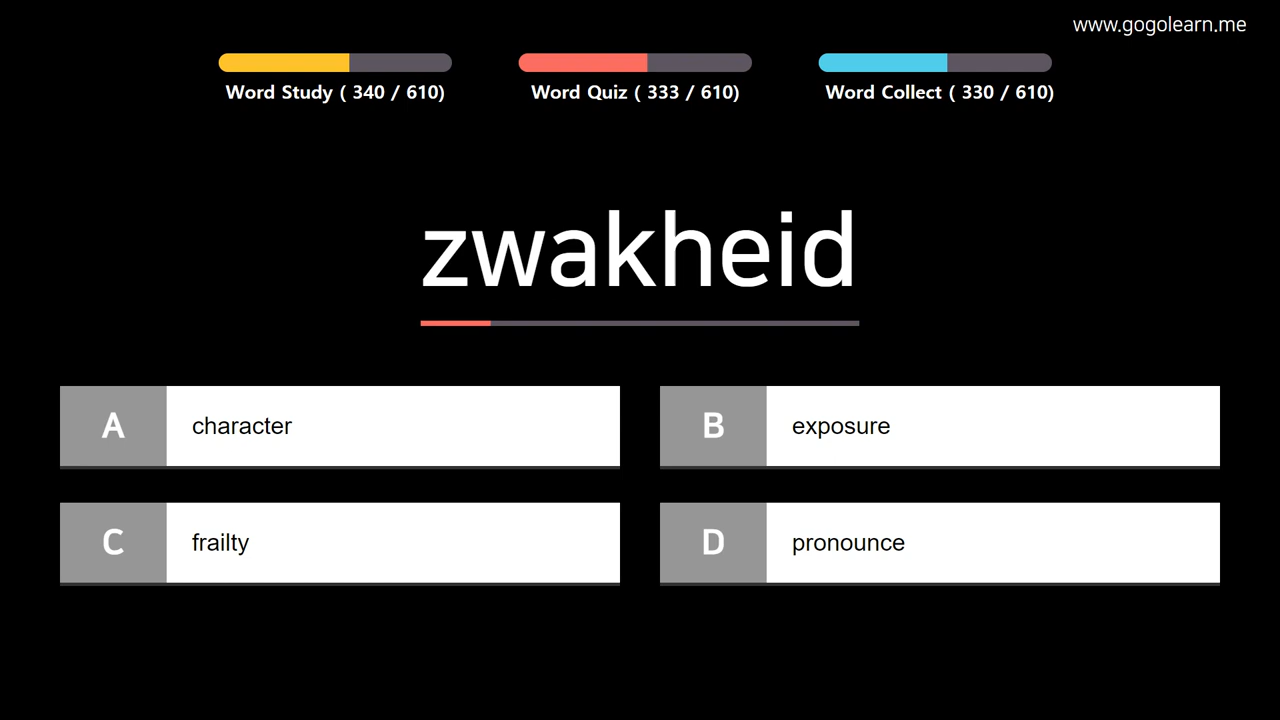 www.gogolearn.me
Word Study ( 340 / 610)
Word Quiz ( 333 / 610)
Word Collect ( 330 / 610)
zwakheid
A character
B exposure
C frailty
D pronounce